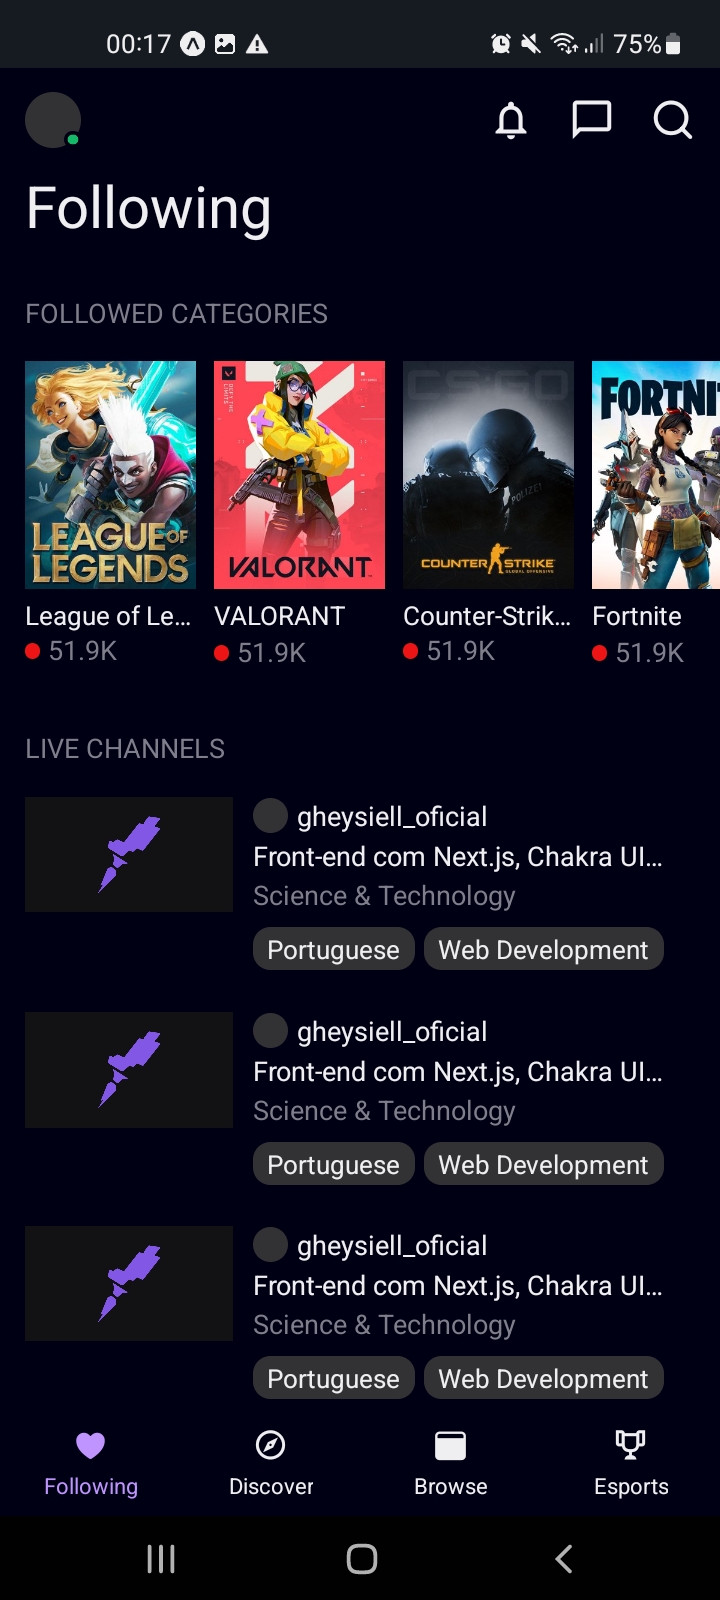 00:17
75%
Following
FOLLOWED CATEGORIES
LEAGUE OF
LEGENDS
VALORANT
CS:GO
POLIZEI
COUNTER STRIKE
GLOBAL OFFENSIVE
FORTNI
League of Le... VALORANT Counter-Strik... Fortnite
51.9K 51.9K 51.9K 51.9K
LIVE CHANNELS
gheysiell_oficial
Front-end com Next.js, Chakra UI...
Science & Technology
Portuguese Web Development
gheysiell_oficial
Front-end com Next.js, Chakra UI...
Science & Technology
Portuguese Web Development
gheysiell_oficial
Front-end com Next.js, Chakra UI...
Science & Technology
Portuguese Web Development
Following Discover Browse Esports